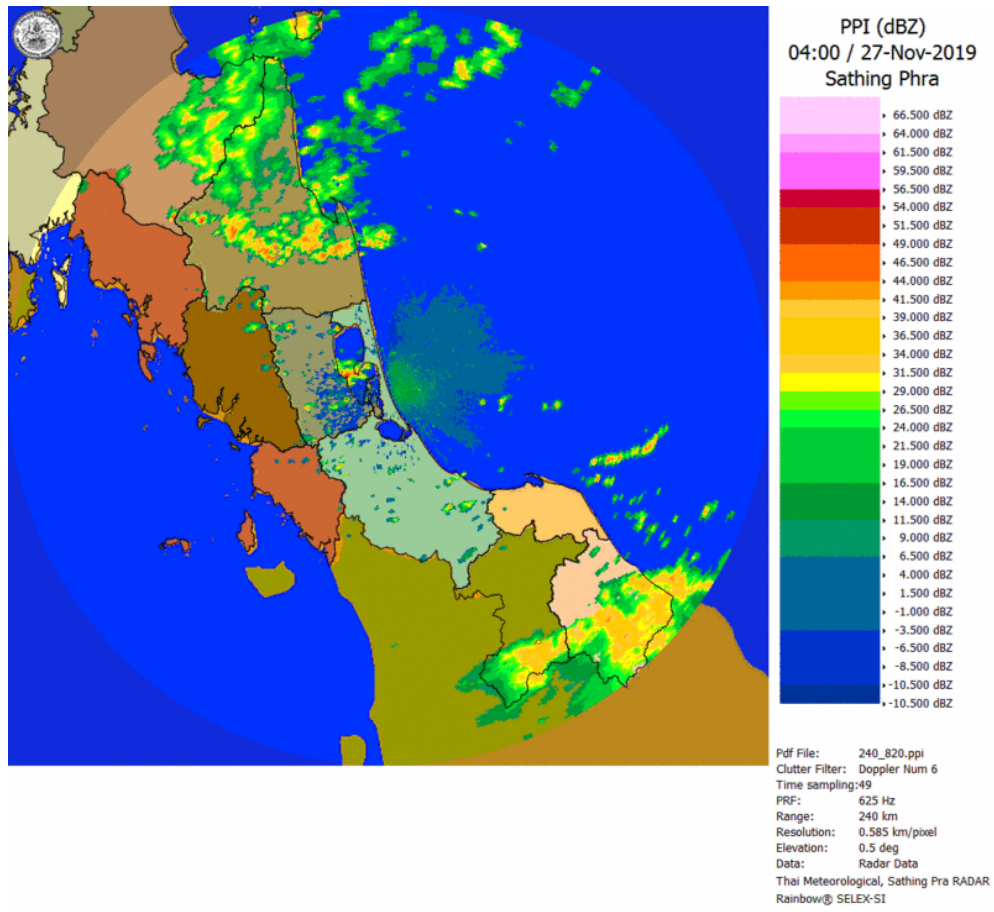 PPI (dBZ)
04:00 / 27-Nov-2019
Sathing Phra
66.500 dBZ
64.000 dBZ
61.500 dBZ
59.500 dBZ
56.500 dBZ
54.000 dBZ
51.500 dBZ
49.000 dBZ
46.500 dBZ
44.000 dBZ
41.500 dBZ
39.000 dBZ
36.500 dBZ
34.000 dBZ
31.500 dBZ
29.000 dBZ
26.500 dBZ
24.000 dBZ
21.500 dBZ
19.000 dBZ
16.500 dBZ
14.000 dBZ
11.500 dBZ
9.000 dBZ
6.500 dBZ
4.000 dBZ
1.500 dBZ
-1.000 dBZ
-3.500 dBZ
-6.500 dBZ
-8.500 dBZ
-10.500 dBZ
-10.500 dBZ
Pdf File: 240_820.ppi
Clutter Filter: Doppler Num 6
Time sampling:49
PRF: 625 Hz
Range: 240 km
Resolution: 0.585 km/pixel
Elevation: 0.5 deg
Data: Radar Data
Thai Meteorological, Sathing Pra RADAR
Rainbow® SELEX-SI